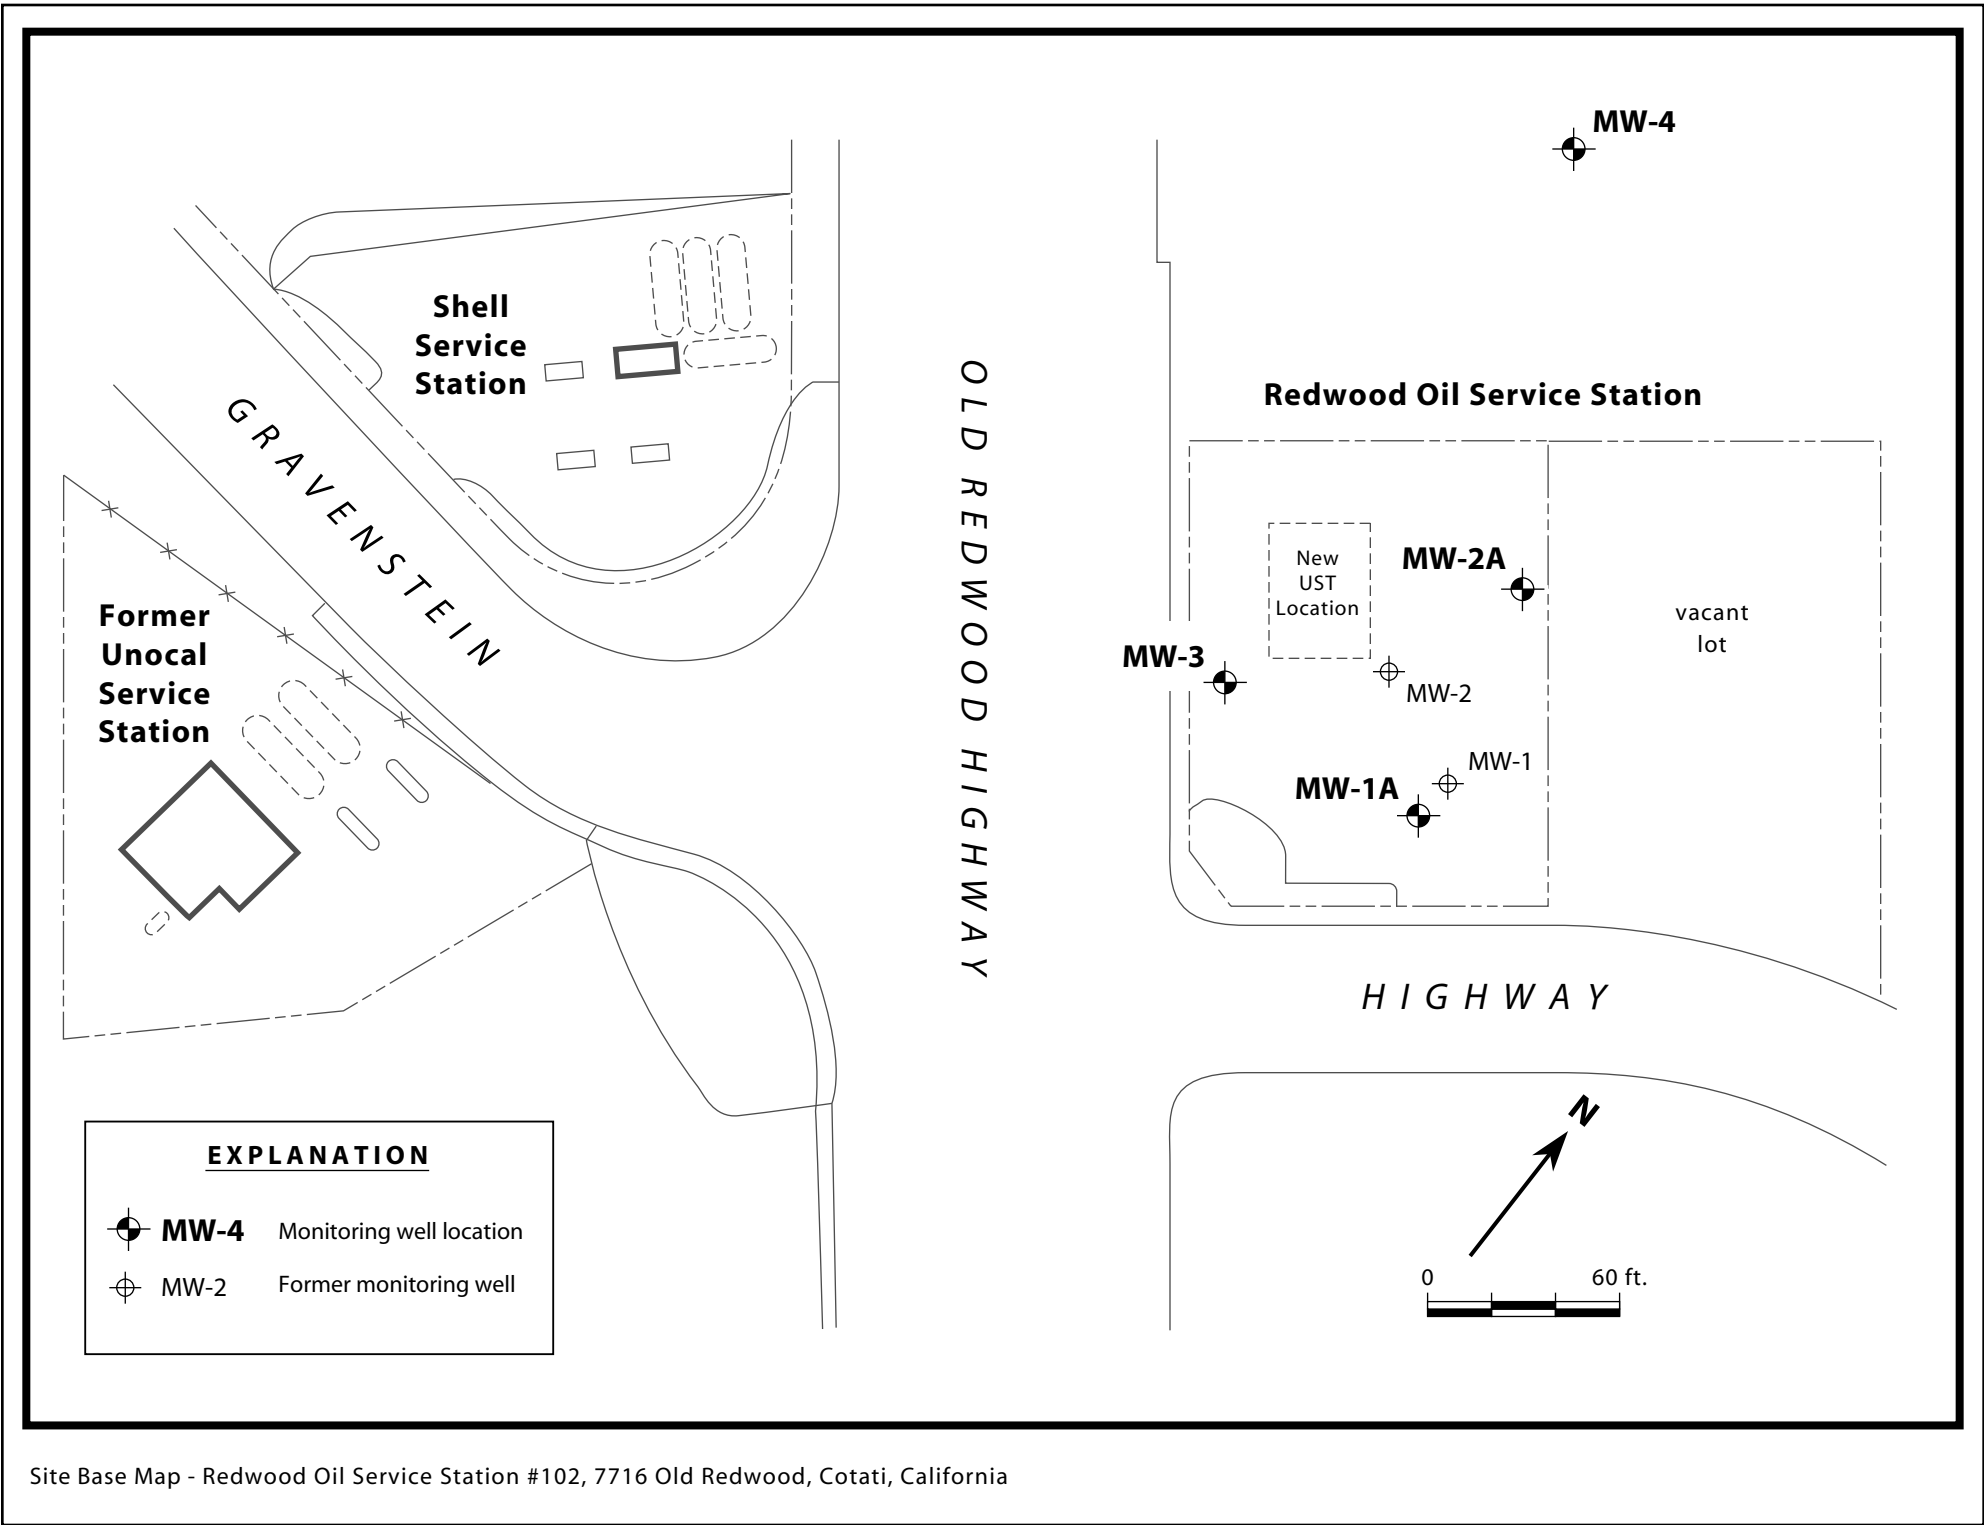 MW-4
Shell
Service
Station
GRAVENSTEIN
OLD REDWOOD HIGHWAY
Redwood Oil Service Station
New
UST
Location
MW-2A
vacant
lot
MW-3
MW-2
MW-1
MW-1A
Former
Unocal
Service
Station
HIGHWAY
N
0 60 ft.
EXPLANATION
MW-4 Monitoring well location
MW-2 Former monitoring well
Site Base Map - Redwood Oil Service Station #102, 7716 Old Redwood, Cotati, California